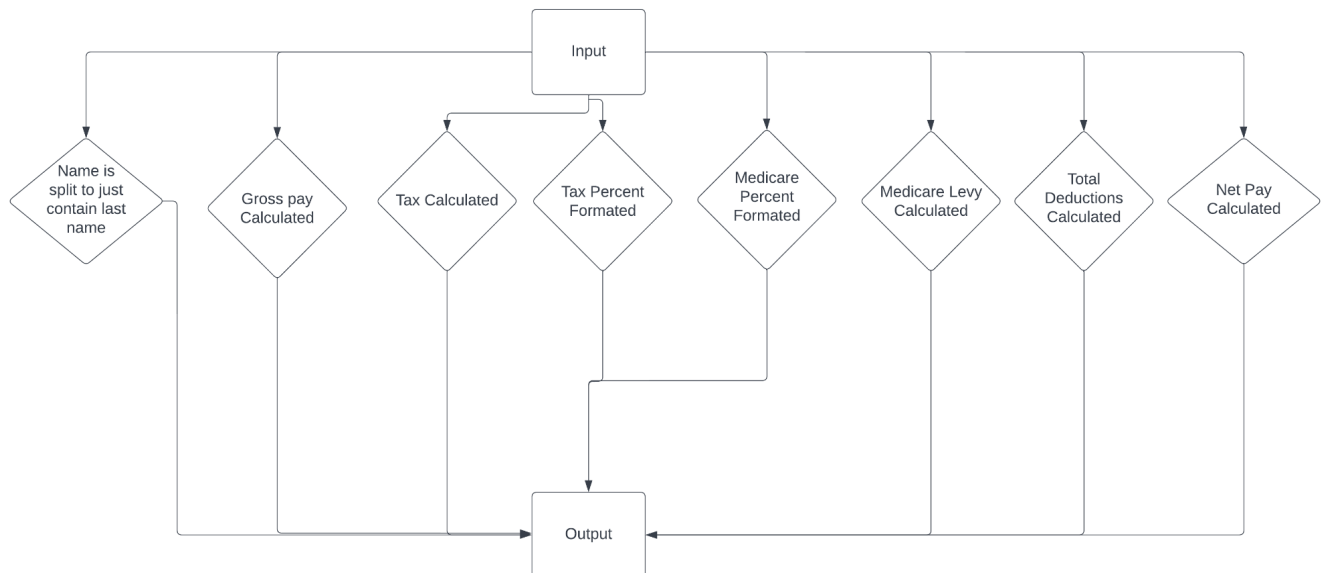 Input
Name is
split to just
contain last
name
Gross pay
Calculated
Tax Calculated
Tax Percent
Formated
Medicare
Percent
Formated
Medicare Levy
Calculated
Total
Deductions
Calculated
Net Pay
Calculated
Output